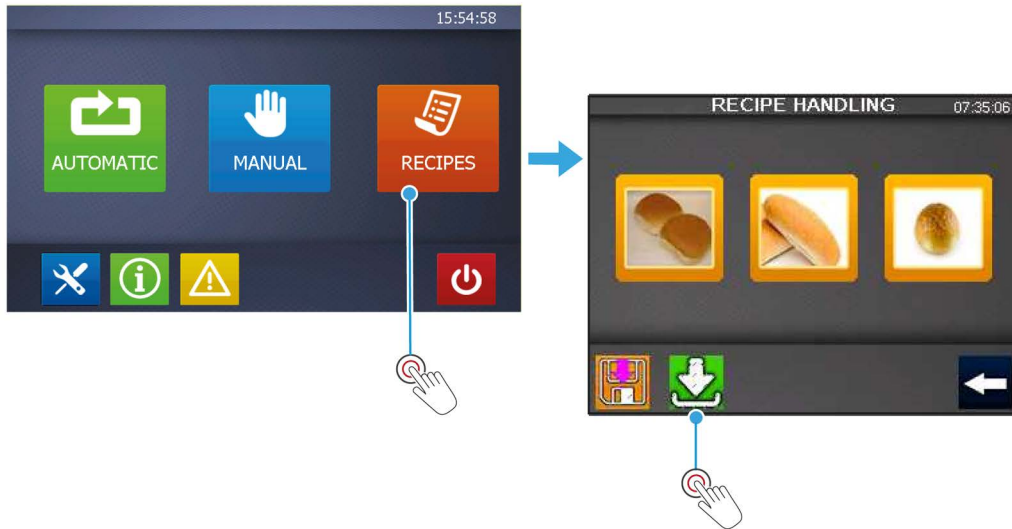 15:54:58
AUTOMATIC
MANUAL
RECIPES
RECIPE HANDLING
07:35:06